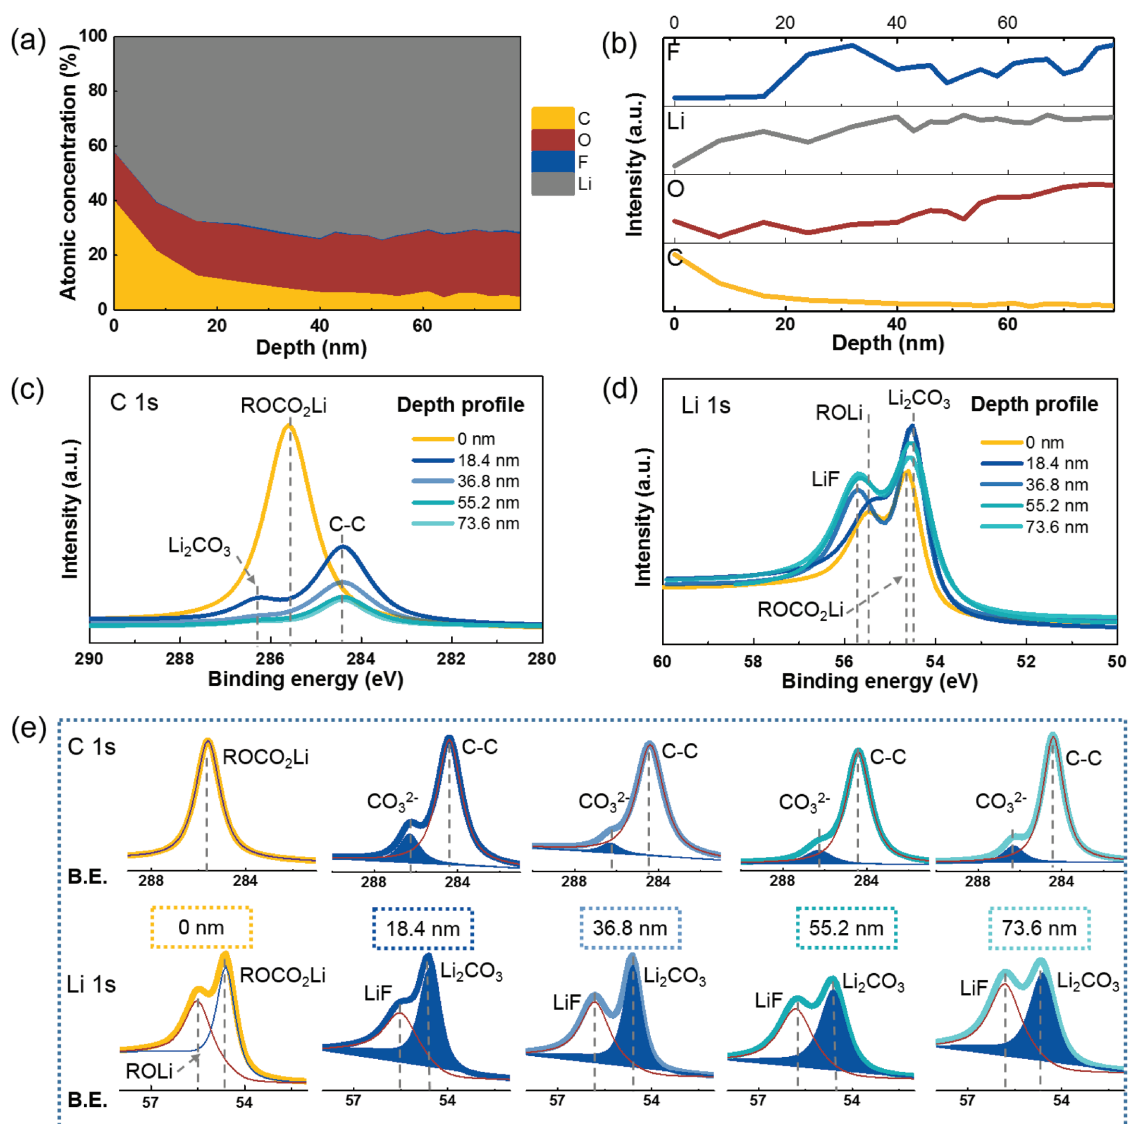 (a)
100
80
60
40
20
0
Atomic concentration (%)
0 20 40 60
Depth (nm)
C
O
F
Li
(b)
0 20 40 60
F
Li
O
C
Intensity (a.u.)
0 20 40 60
Depth (nm)
(c)
C 1s
ROCO₂Li
Depth profile
0 nm
18.4 nm
36.8 nm
55.2 nm
73.6 nm
Li₂CO₃
C-C
Intensity (a.u.)
290 288 286 284 282 280
Binding energy (eV)
(d)
Li 1s
ROLi
Li₂CO₃
Depth profile
0 nm
18.4 nm
36.8 nm
55.2 nm
73.6 nm
LiF
ROCO₂Li
Intensity (a.u.)
60 58 56 54 52 50
Binding energy (eV)
(e)
C 1s
ROCO₂Li
C-C
CO₃²⁻
C-C
CO₃²⁻
C-C
CO₃²⁻
C-C
CO₃²⁻
B.E.
288 284 288 284 288 284 288 284 288 284
0 nm 18.4 nm 36.8 nm 55.2 nm 73.6 nm
Li 1s
ROCO₂Li
ROLi
LiF
Li₂CO₃
LiF
Li₂CO₃
LiF
Li₂CO₃
LiF
Li₂CO₃
B.E.
57 54 57 54 57 54 57 54 57 54